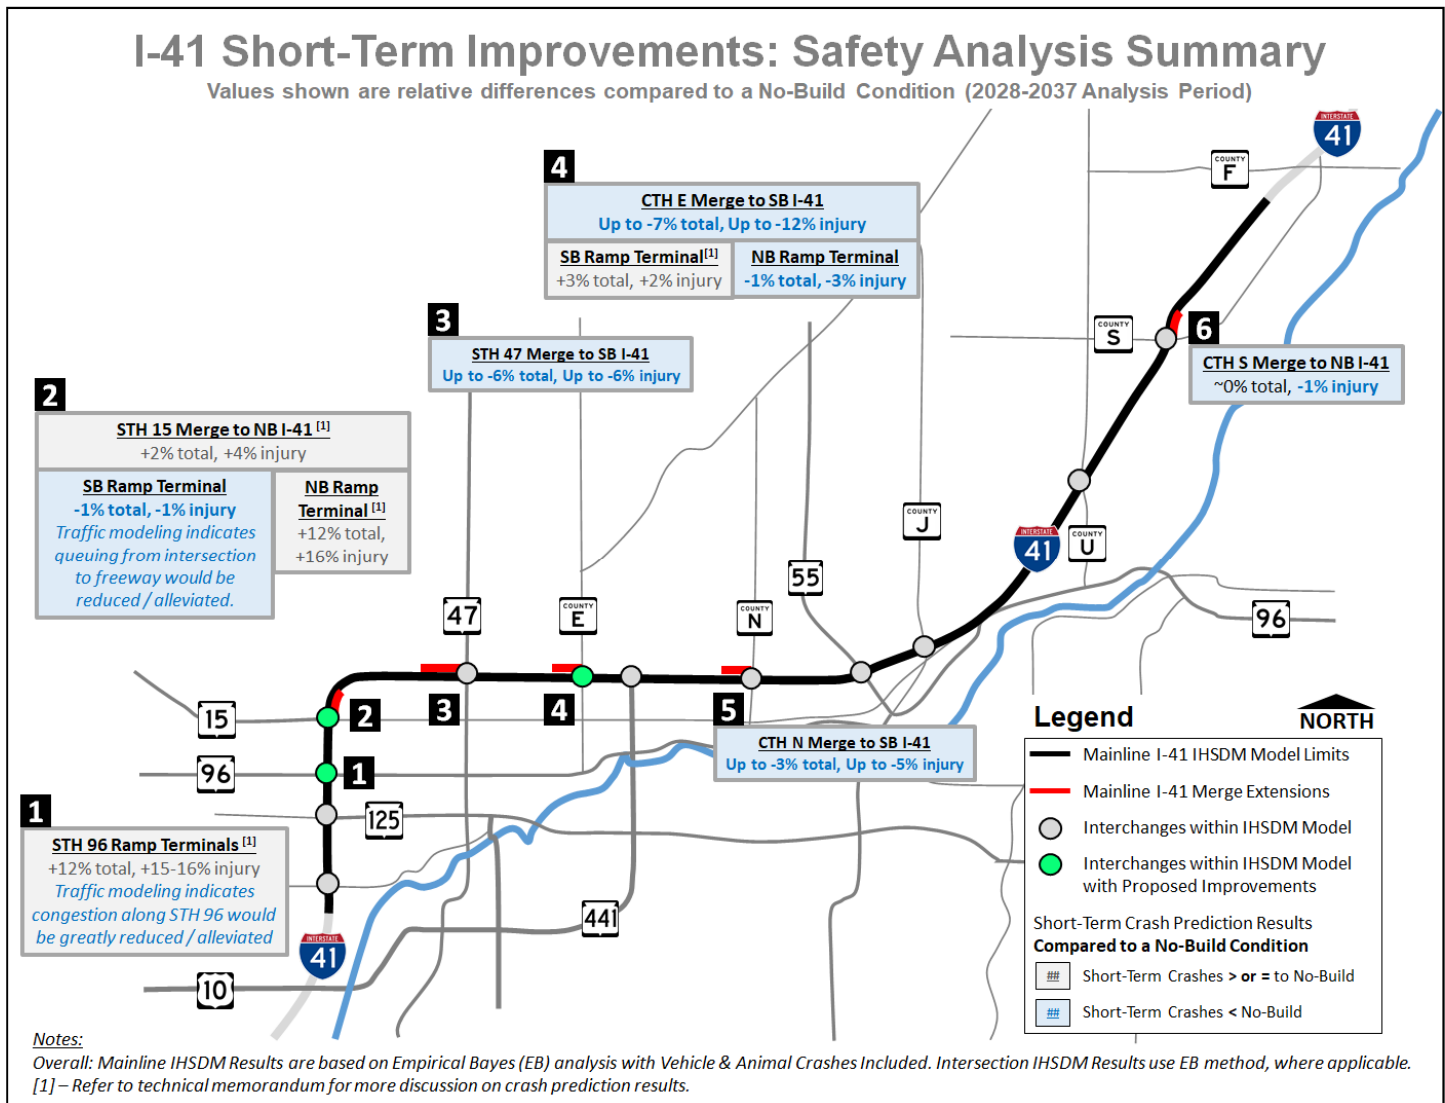 I-41 Short-Term Improvements: Safety Analysis Summary
Values shown are relative differences compared to a No-Build Condition (2028-2037 Analysis Period)
INTERSTATE
41
COUNTY
F
4
CTH E Merge to SB I-41
Up to -7% total, Up to -12% injury
SB Ramp Terminal[1]
+3% total, +2% injury
NB Ramp Terminal
-1% total, -3% injury
3
STH 47 Merge to SB I-41
Up to -6% total, Up to -6% injury
COUNTY
S
6
CTH S Merge to NB I-41
~0% total, -1% injury
2
STH 15 Merge to NB I-41 [1]
+2% total, +4% injury
SB Ramp Terminal
-1% total, -1% injury
Traffic modeling indicates
queuing from intersection
to freeway would be
reduced / alleviated.
NB Ramp
Terminal [1]
+12% total,
+16% injury
COUNTY
J
INTERSTATE
41
COUNTY
U
55
47
COUNTY
E
COUNTY
N
96
15
2
3
4
5
CTH N Merge to SB I-41
Up to -3% total, Up to -5% injury
96
1
125
1
STH 96 Ramp Terminals [1]
+12% total, +15-16% injury
Traffic modeling indicates
congestion along STH 96 would
be greatly reduced / alleviated
441
INTERSTATE
41
10
NORTH
Legend
Mainline I-41 IHSDM Model Limits
Mainline I-41 Merge Extensions
Interchanges within IHSDM Model
Interchanges within IHSDM Model
with Proposed Improvements
Short-Term Crash Prediction Results
Compared to a No-Build Condition
## Short-Term Crashes > or = to No-Build
## Short-Term Crashes < No-Build
Notes:
Overall: Mainline IHSDM Results are based on Empirical Bayes (EB) analysis with Vehicle & Animal Crashes Included. Intersection IHSDM Results use EB method, where applicable.
[1] – Refer to technical memorandum for more discussion on crash prediction results.